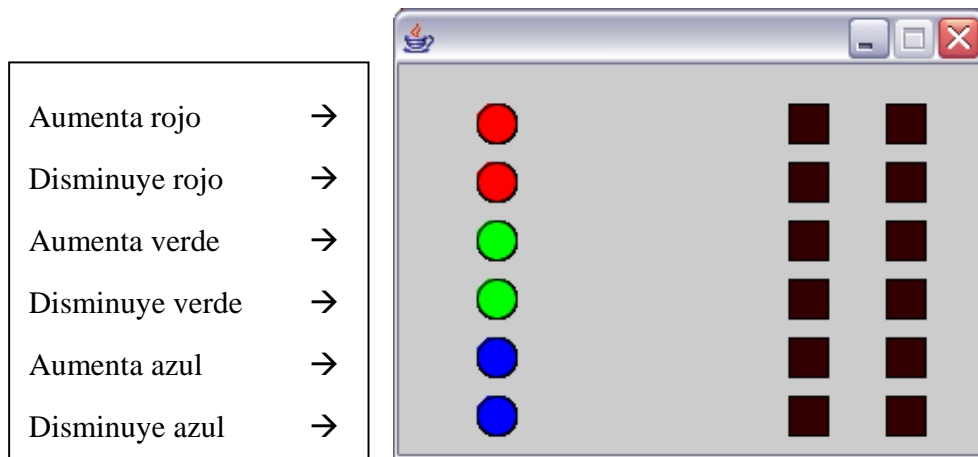 Aumenta rojo →
Disminuye rojo →
Aumenta verde →
Disminuye verde →
Aumenta azul →
Disminuye azul →